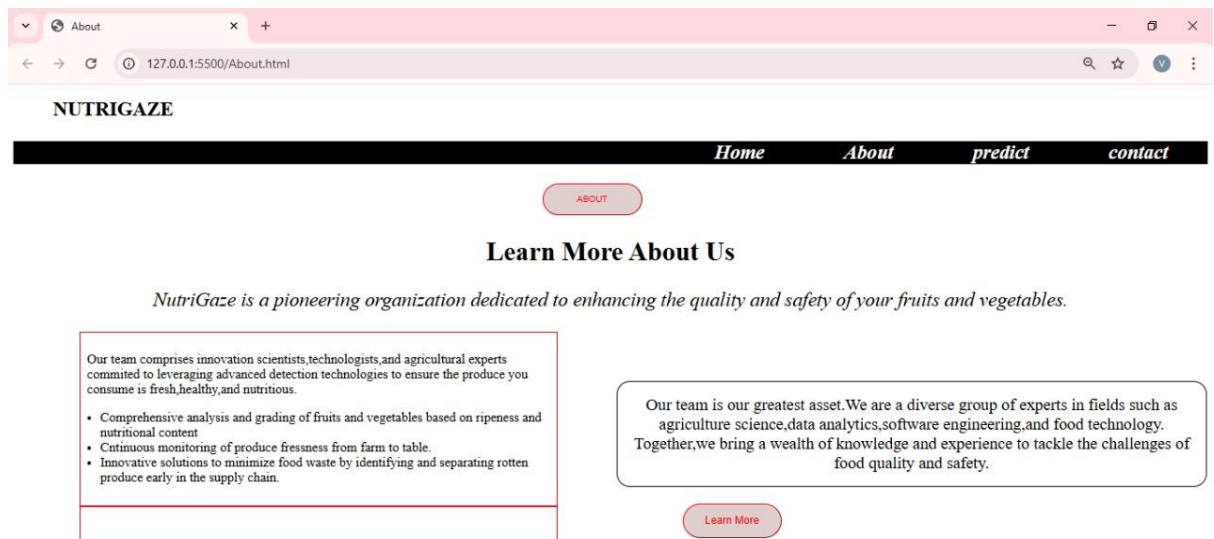 About
127.0.0.1:5500/About.html
V
NUTRIGAZE
Home About predict contact
ABOUT
Learn More About Us
NutriGaze is a pioneering organization dedicated to enhancing the quality and safety of your fruits and vegetables.
Our team comprises innovation scientists,technologists,and agricultural experts
commited to leveraging advanced detection technologies to ensure the produce you
consume is fresh,healthy,and nutritious.
• Comprehensive analysis and grading of fruits and vegetables based on ripeness and
nutritional content
• Cntinuous monitoring of produce fressness from farm to table.
• Innovative solutions to minimize food waste by identifying and separating rotten
produce early in the supply chain.
Our team is our greatest asset.We are a diverse group of experts in fields such as
agriculture science,data analytics,software engineering,and food technology.
Together,we bring a wealth of knowledge and experience to tackle the challenges of
food quality and safety.
Learn More